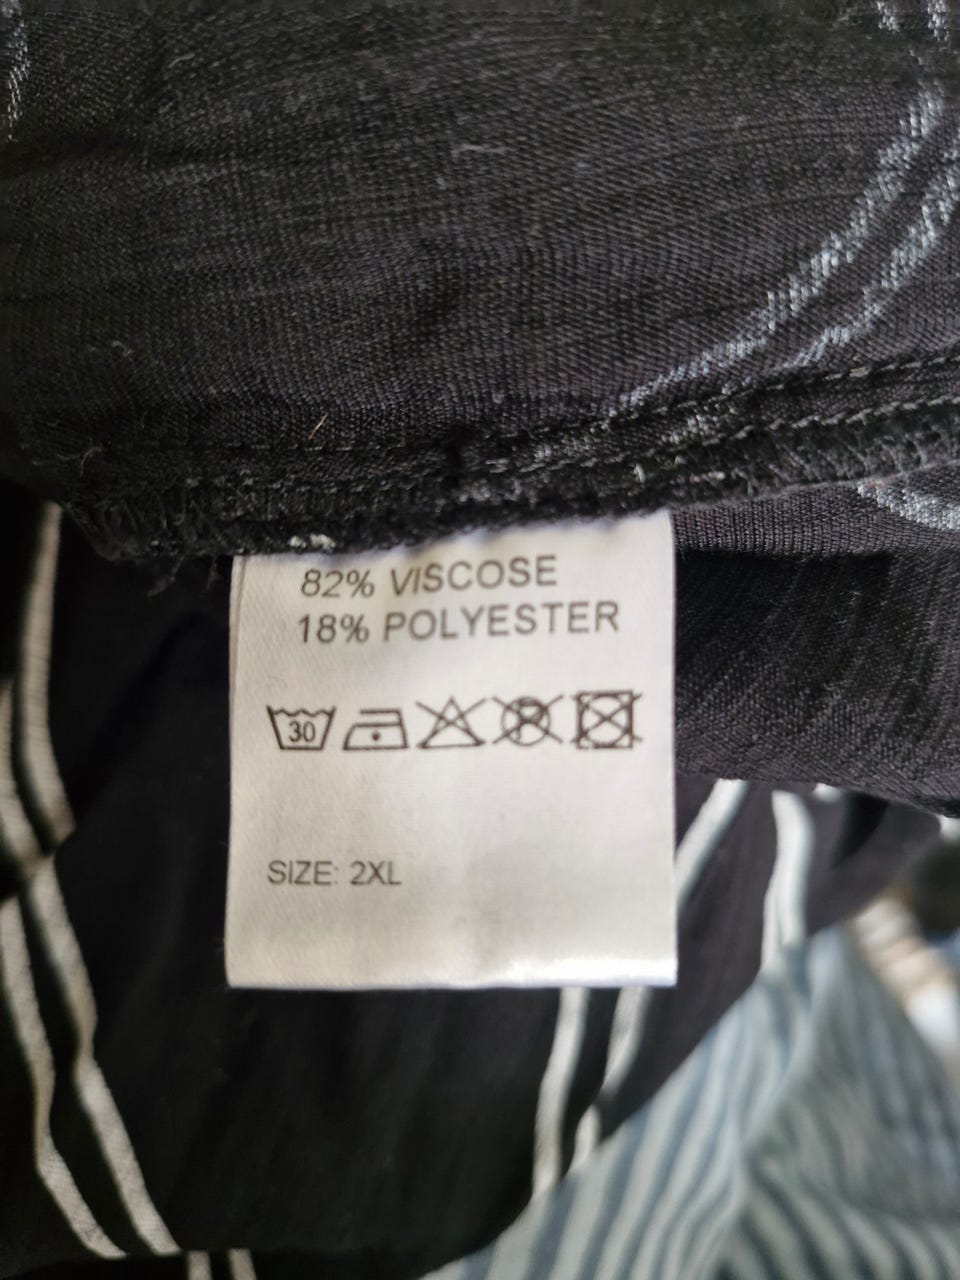 82% VISCOSE
18% POLYESTER
30 P
SIZE: 2XL